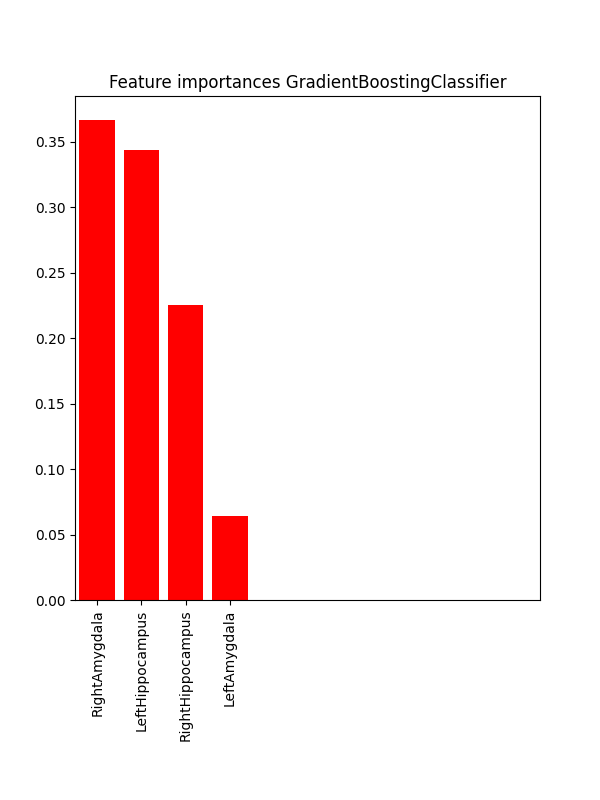 Feature importances GradientBoostingClassifier
0.35
0.30
0.25
0.20
0.15
0.10
0.05
0.00
RightAmygdala
LeftHippocampus
RightHippocampus
LeftAmygdala